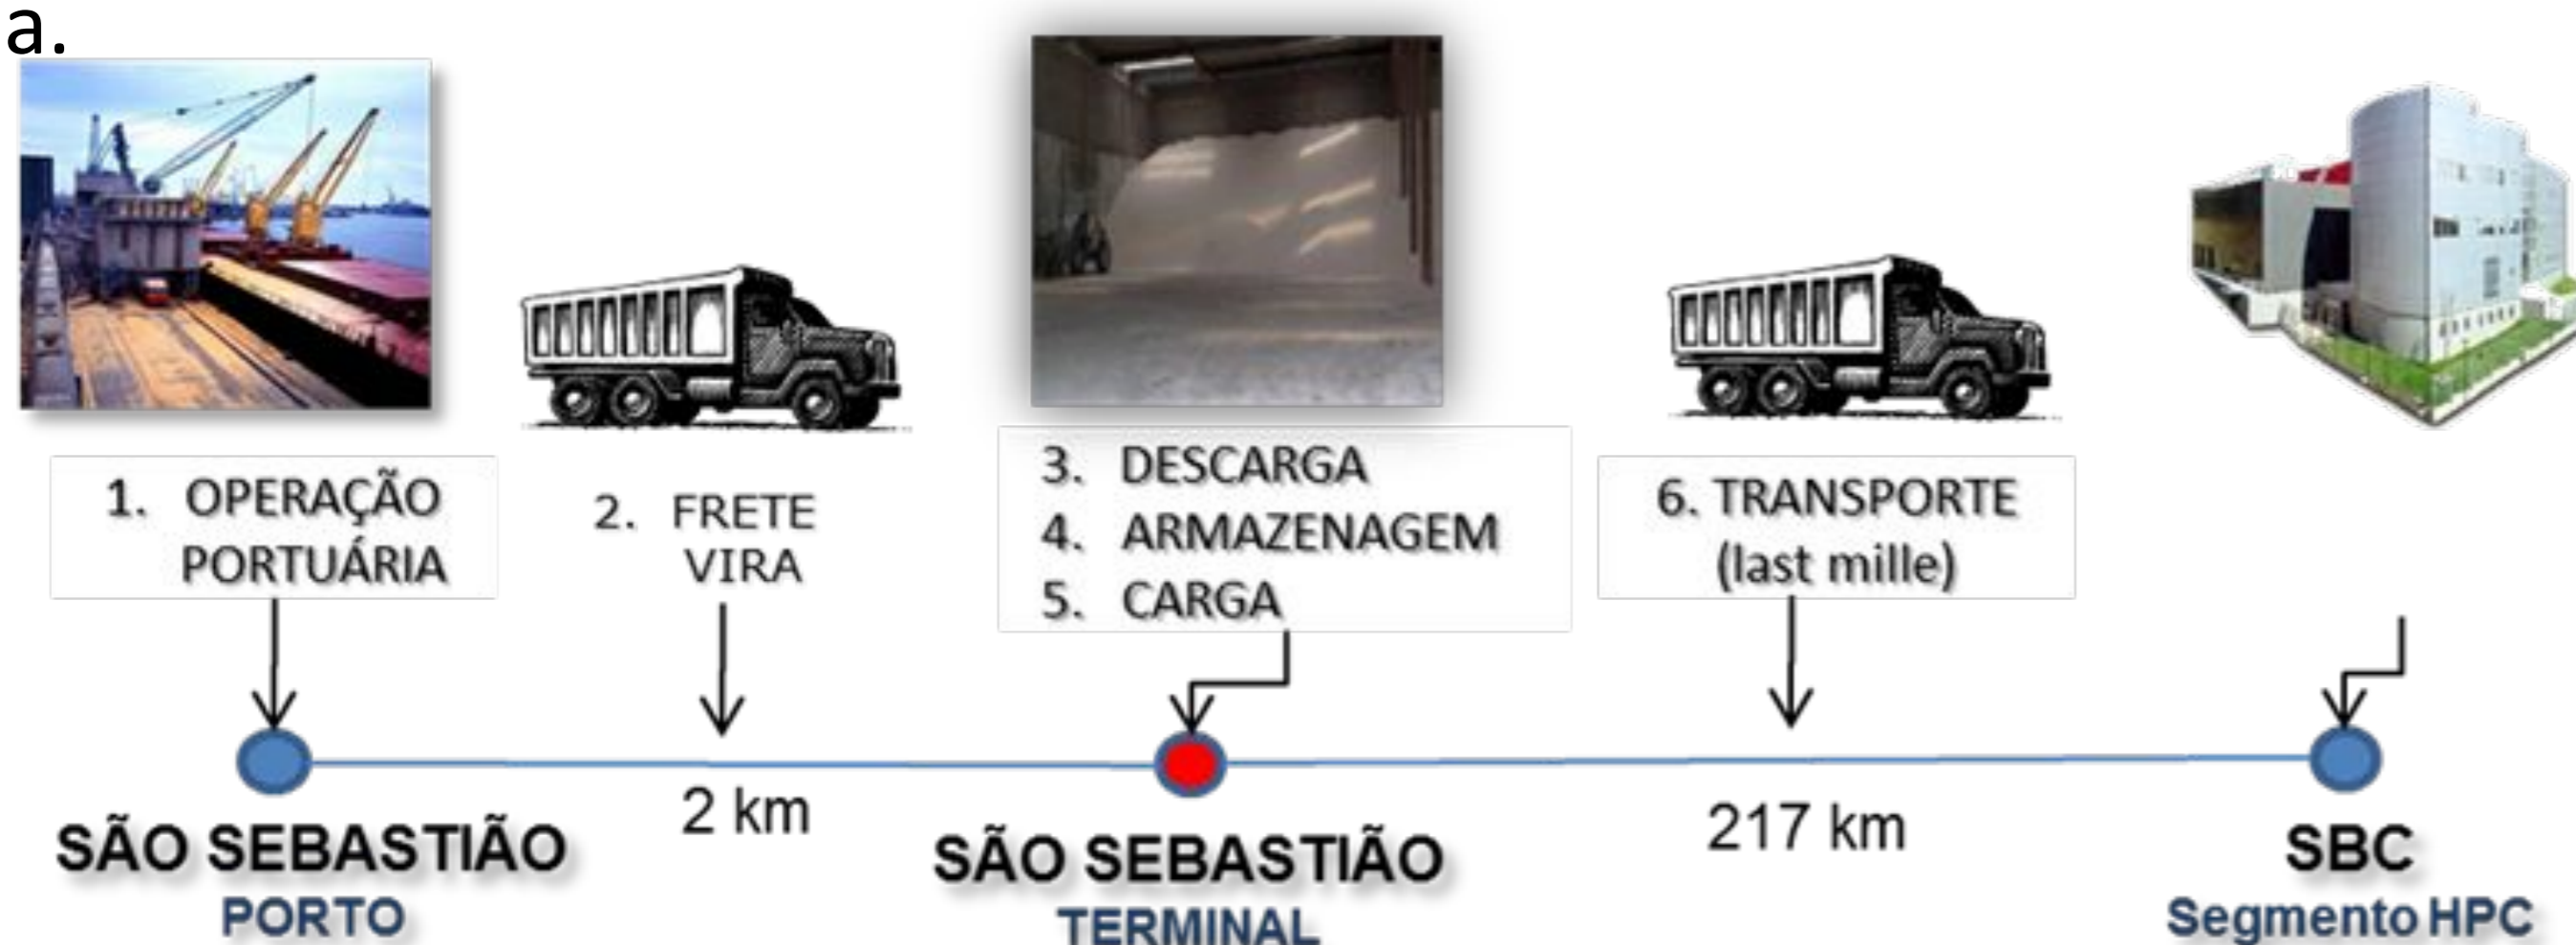 a.
1. OPERAÇÃO
PORTUÁRIA
2. FRETE
VIRA
3. DESCARGA
4. ARMAZENAGEM
5. CARGA
6. TRANSPORTE
(last mille)
2 km
217 km
SÃO SEBASTIÃO
PORTO
SÃO SEBASTIÃO
TERMINAL
SBC
Segmento HPC